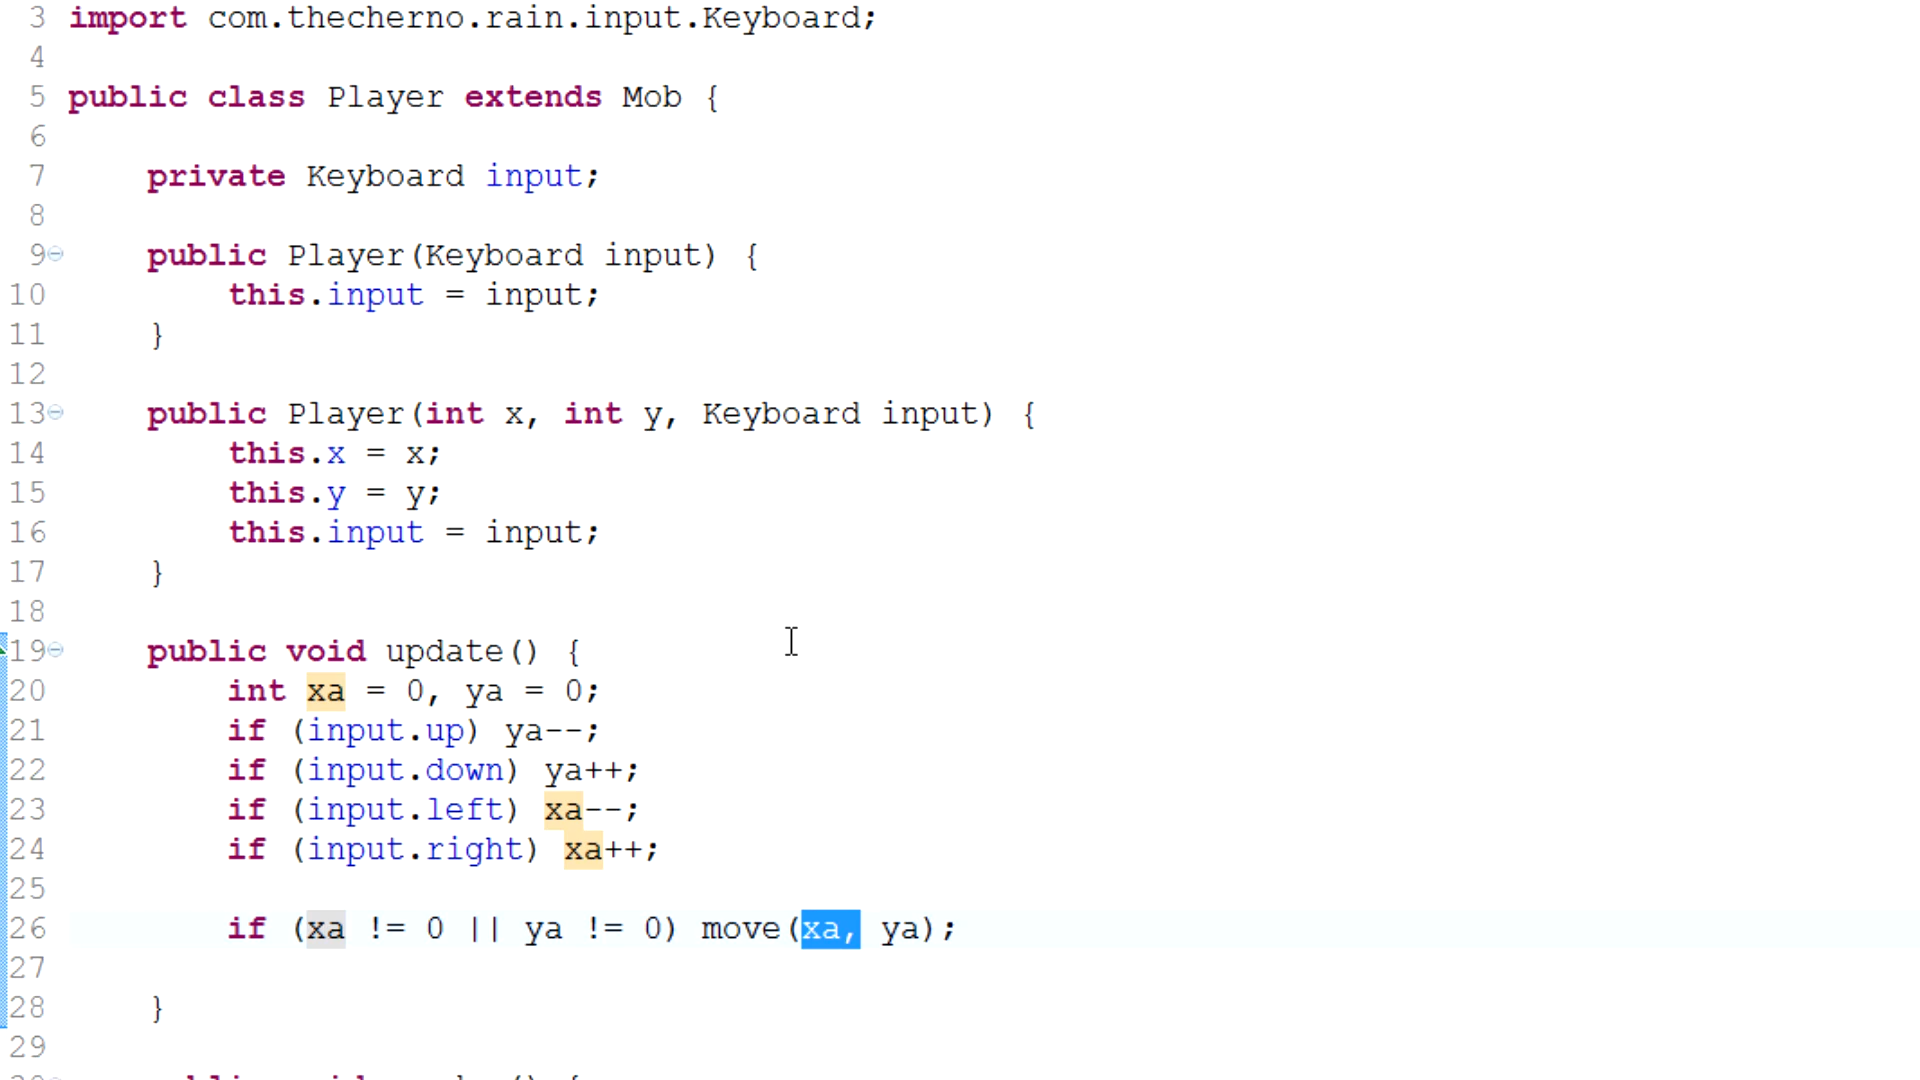 3 import com.thecherno.rain.input.Keyboard;
4
5 public class Player extends Mob {
6
7 private Keyboard input;
8
9 public Player(Keyboard input) {
10 this.input = input;
11 }
12
13 public Player(int x, int y, Keyboard input) {
14 this.x = x;
15 this.y = y;
16 this.input = input;
17 }
18
19 public void update() {
20 int xa = 0, ya = 0;
21 if (input.up) ya--;
22 if (input.down) ya++;
23 if (input.left) xa--;
24 if (input.right) xa++;
25
26 if (xa != 0 || ya != 0) move(xa, ya);
27
28 }
29